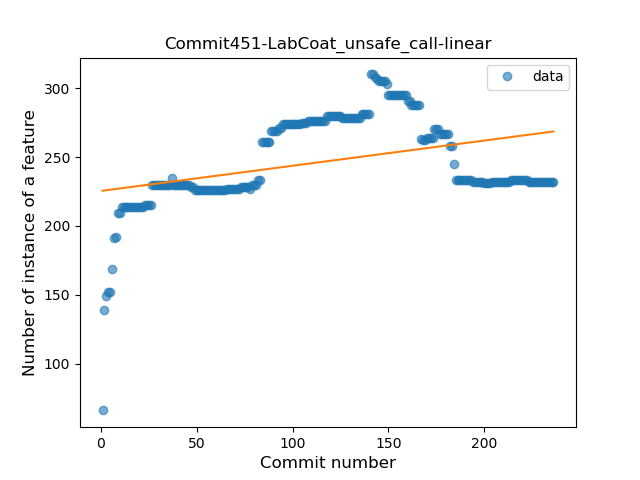 Commit451-LabCoat_unsafe_call-linear
data
300
250
200
150
100
Number of instance of a feature
0 50 100 150 200
Commit number